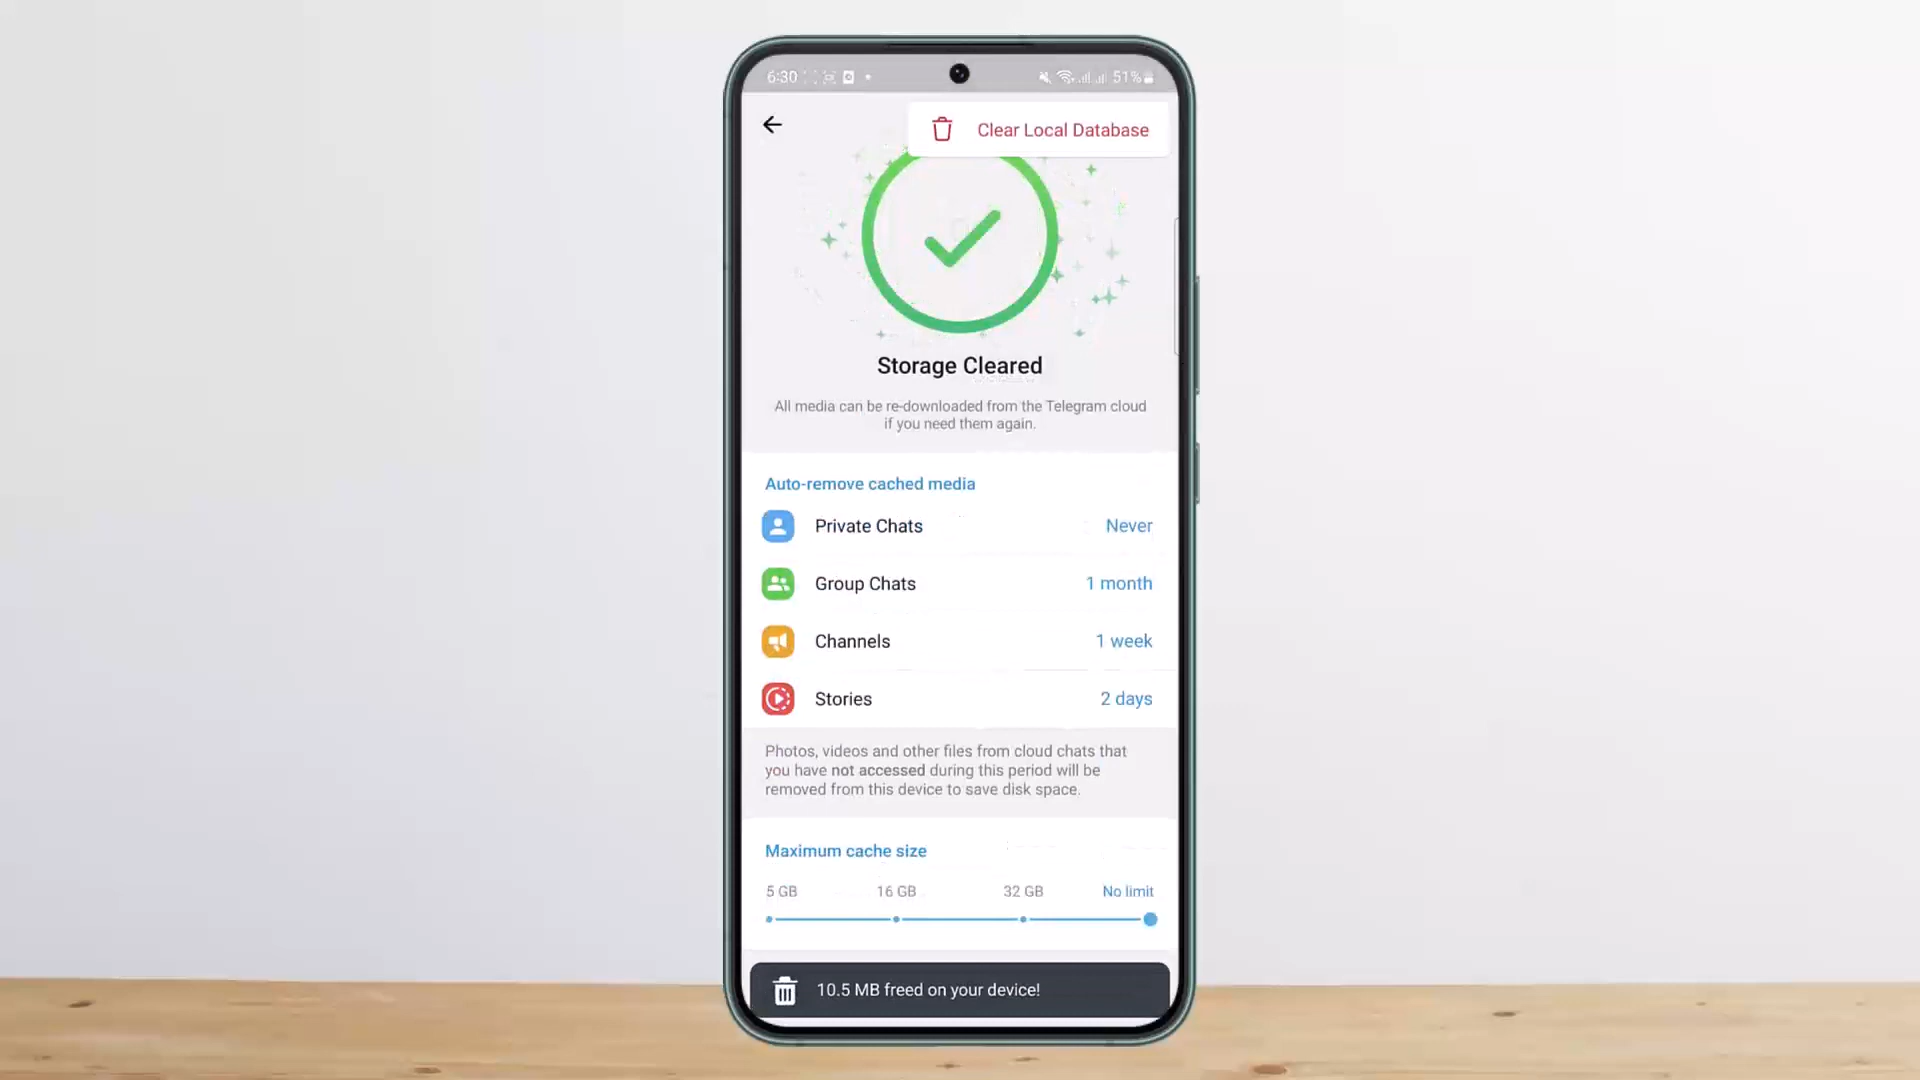 6:30
51%
Clear Local Database
Storage Cleared
All media can be re-downloaded from the Telegram cloud
if you need them again.
Auto-remove cached media
Private Chats Never
Group Chats 1 month
Channels 1 week
Stories 2 days
Photos, videos and other files from cloud chats that
you have not accessed during this period will be
removed from this device to save disk space.
Maximum cache size
5 GB 16 GB 32 GB No limit
10.5 MB freed on your device!